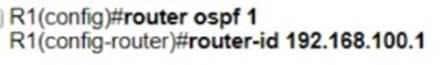 R1(config)#router ospf 1
R1(config-router)#router-id 192.168.100.1